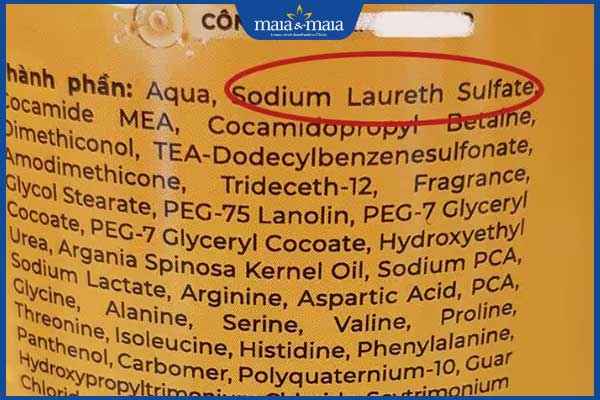 maia&maia
CÔN
hành phần: Aqua, Sodium Laureth Sulfate,
Cocamide MEA, Cocamidopropyl Betaine,
Dimethiconol, TEA-Dodecylbenzenesulfonate,
Amodimethicone, Trideceth-12, Fragrance,
Glycol Stearate, PEG-75 Lanolin, PEG-7 Glyceryl
Cocoate, PEG-7 Glyceryl Cocoate, Hydroxyethyl
Urea, Argania Spinosa Kernel Oil, Sodium PCA,
Sodium Lactate, Arginine, Aspartic Acid, PCA,
Glycine, Alanine, Serine, Valine, Proline,
Threonine, Isoleucine, Histidine, Phenylalanine,
Panthenol, Carbomer, Polyquaternium-10, Guar
Hydroxypropyltrimonium